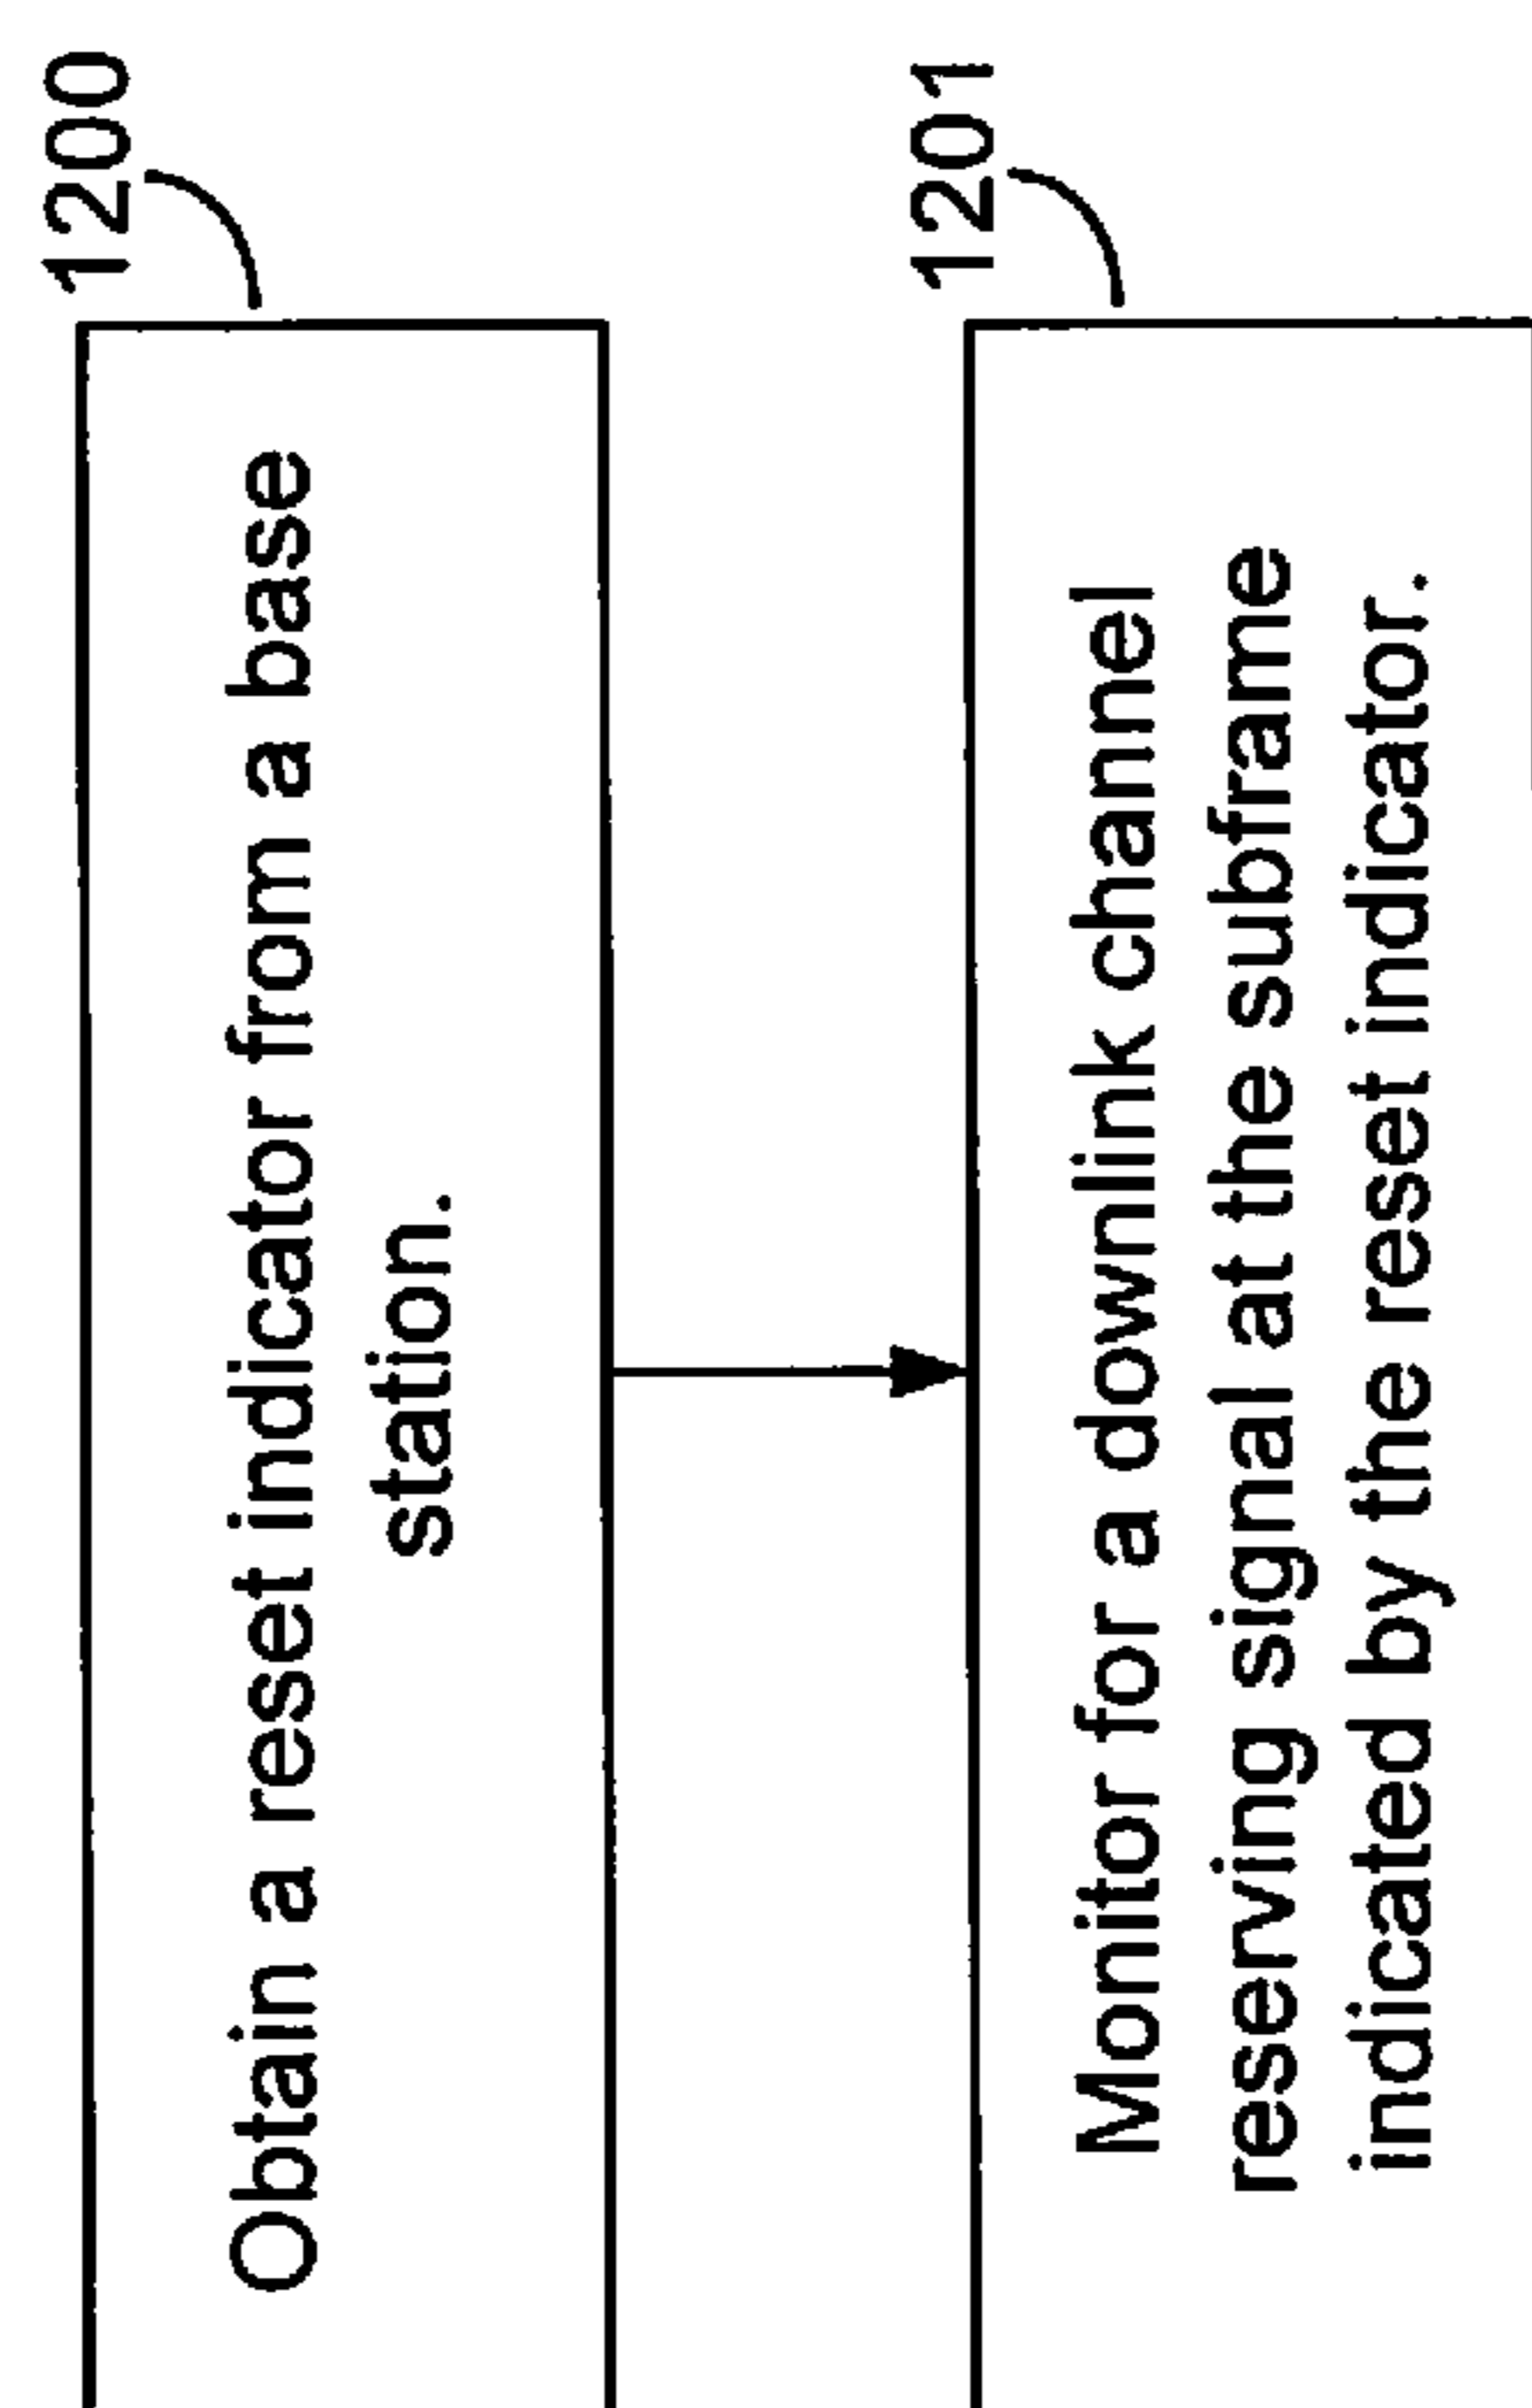 1200
Obtain a reset indicator from a base
station.
1201
Monitor for a downlink channel
reserving signal at the subframe
indicated by the reset indicator.